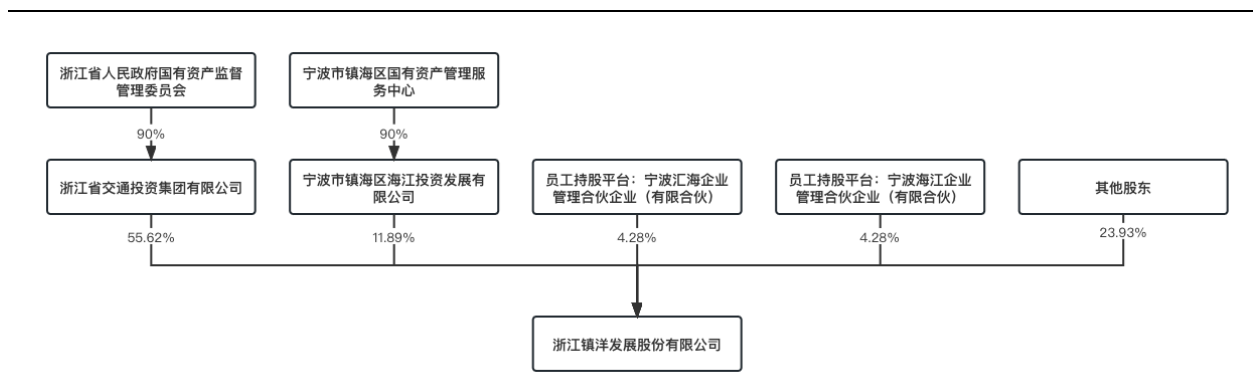 浙江省人民政府国有资产监督
管理委员会
宁波市镇海区国有资产管理服
务中心
90%
90%
浙江省交通投资集团有限公司
宁波市镇海区海江投资发展有
限公司
员工持股平台：宁波汇海企业
管理合伙企业（有限合伙）
员工持股平台：宁波海江企业
管理合伙企业（有限合伙）
其他股东
55.62%
11.89%
4.28%
4.28%
23.93%
浙江镇洋发展股份有限公司